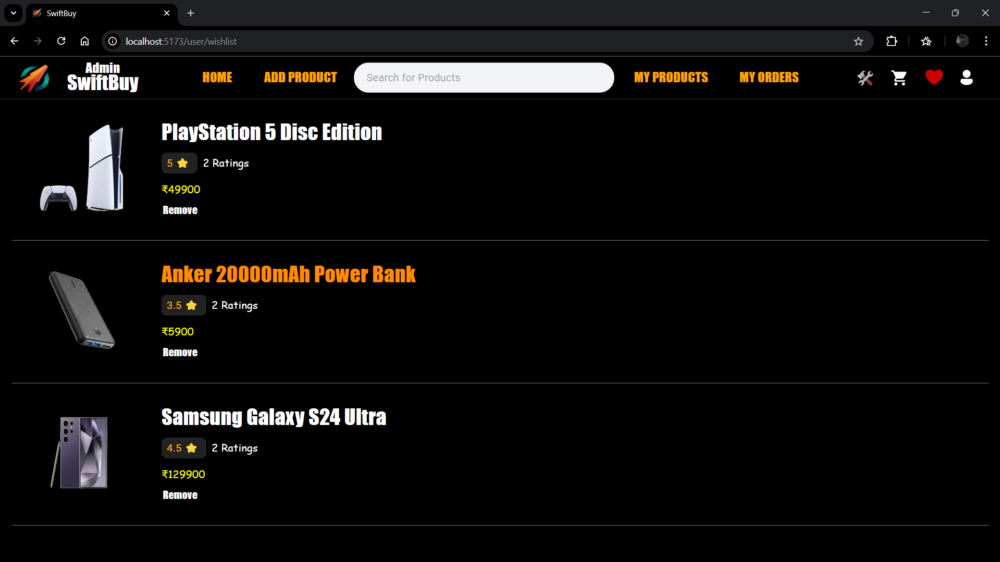 SwiftBuy
localhost:5173/user/wishlist
Admin
SwiftBuy
HOME
ADD PRODUCT
Search for Products
MY PRODUCTS
MY ORDERS
PlayStation 5 Disc Edition
5 2 Ratings
₹49900
Remove
Anker 20000mAh Power Bank
3.5 2 Ratings
₹5900
Remove
Samsung Galaxy S24 Ultra
4.5 2 Ratings
₹129900
Remove